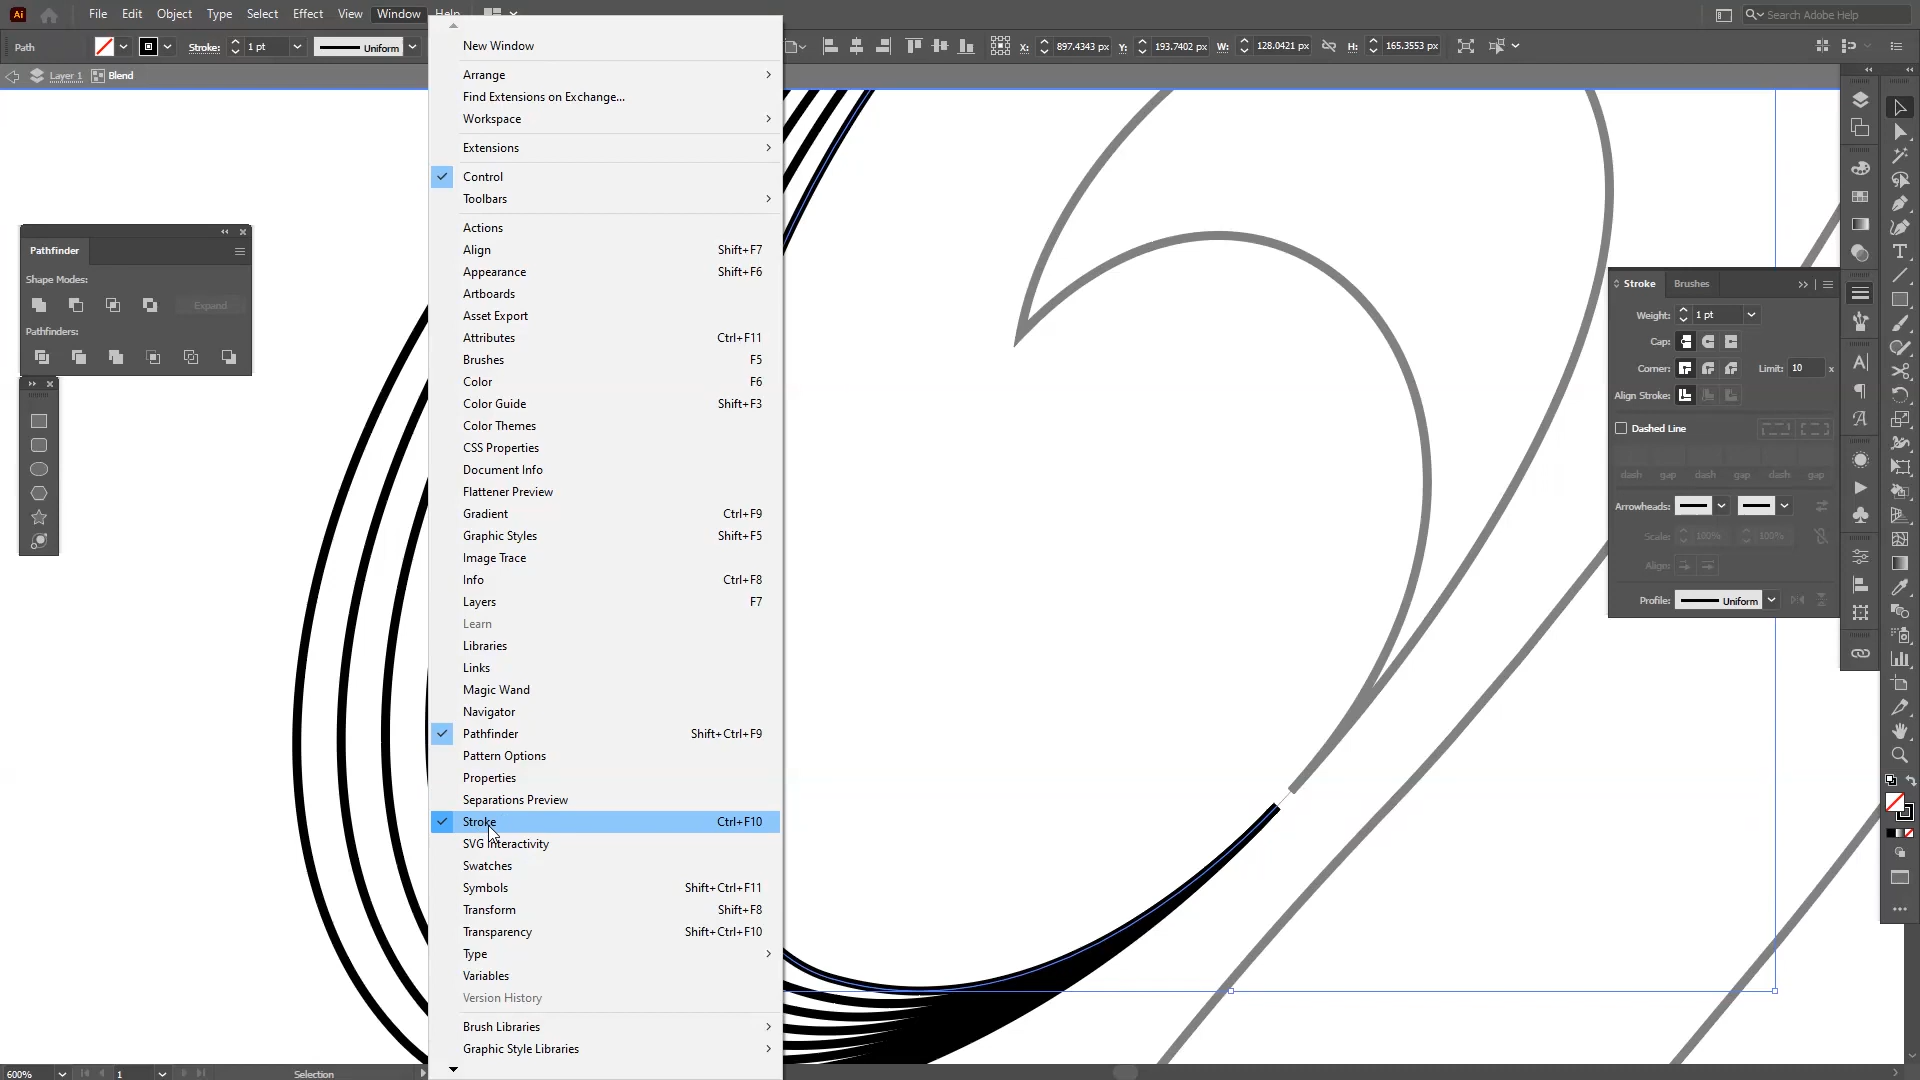 Ai File Edit Object Type Select Effect View Window Help Search Adobe Help
Path Stroke: 1 pt Uniform X: 897.4343 px Y: 193.7402 px W: 128.0421 px H: 165.3553 px
Layer 1 Blend
New Window
Arrange
Find Extensions on Exchange...
Workspace
Extensions
Control
Toolbars
Actions
Align Shift+F7
Appearance Shift+F6
Artboards
Asset Export
Attributes Ctrl+F11
Brushes F5
Color F6
Color Guide Shift+F3
Color Themes
CSS Properties
Document Info
Flattener Preview
Gradient Ctrl+F9
Graphic Styles Shift+F5
Image Trace
Info Ctrl+F8
Layers F7
Learn
Libraries
Links
Magic Wand
Navigator
Pathfinder Shift+Ctrl+F9
Pattern Options
Properties
Separations Preview
Stroke Ctrl+F10
SVG Interactivity
Swatches
Symbols Shift+Ctrl+F11
Transform Shift+F8
Transparency Shift+Ctrl+F10
Type
Variables
Version History
Brush Libraries
Graphic Style Libraries
Pathfinder
Shape Modes:
Expand
Pathfinders:
Stroke Brushes
Weight: 1 pt
Cap:
Corner: Limit: 10 x
Align Stroke:
Dashed Line
dash gap dash gap dash gap
Arrowheads:
Scale: 100% 100%
Align:
Profile: Uniform
600% 1 Selection